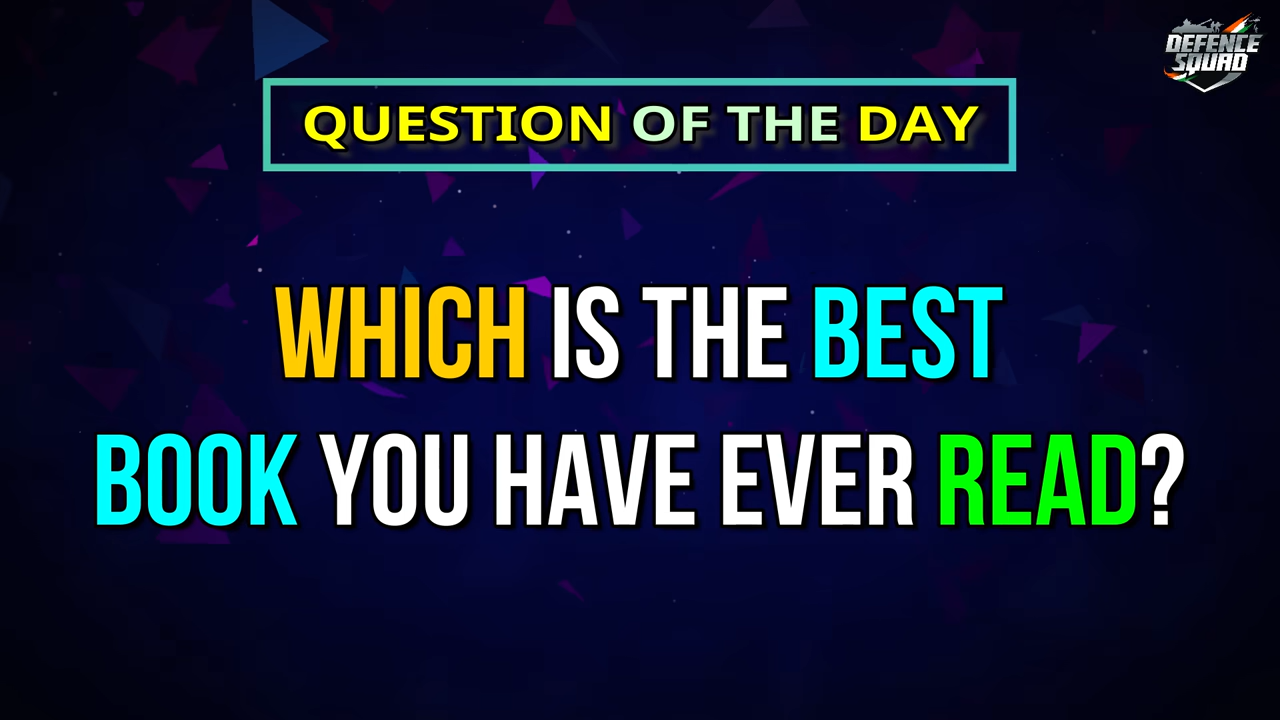 DEFENCE
SQUAD
QUESTION OF THE DAY
WHICH IS THE BEST
BOOK YOU HAVE EVER READ?